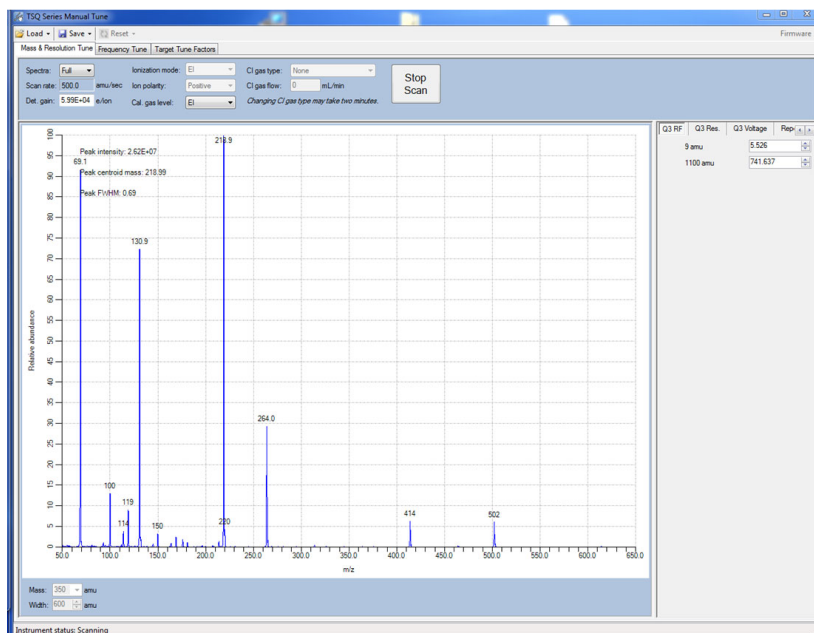 TSQ Series Manual Tune
Load Save Reset Firmware
Mass & Resolution Tune Frequency Tune Target Tune Factors
Spectra: Full Ionization mode: EI CI gas type: None
Scan rate: 500.0 amu/sec Ion polarity: Positive CI gas flow: 0 mL/min
Det. gain: 5.99E+04 e/ion Cal. gas level: EI Changing CI gas type may take two minutes.
Stop
Scan
Q3 RF Q3 Res. Q3 Voltage
9 amu 5.526
1100 amu 741.637
Peak intensity: 2.62E+07
Peak centroid mass: 218.99
Peak FWHM: 0.69
69.1
218.9
130.9
264.0
100
119
114
150
220
414
502
Relative abundance
100
95
90
85
80
75
70
65
60
55
50
45
40
35
30
25
20
15
10
5
0
50.0 100.0 150.0 200.0 250.0 300.0 350.0 400.0 450.0 500.0 550.0 600.0 650.0
m/z
Mass: 350 amu
Width: 600 amu
Instrument status: Scanning